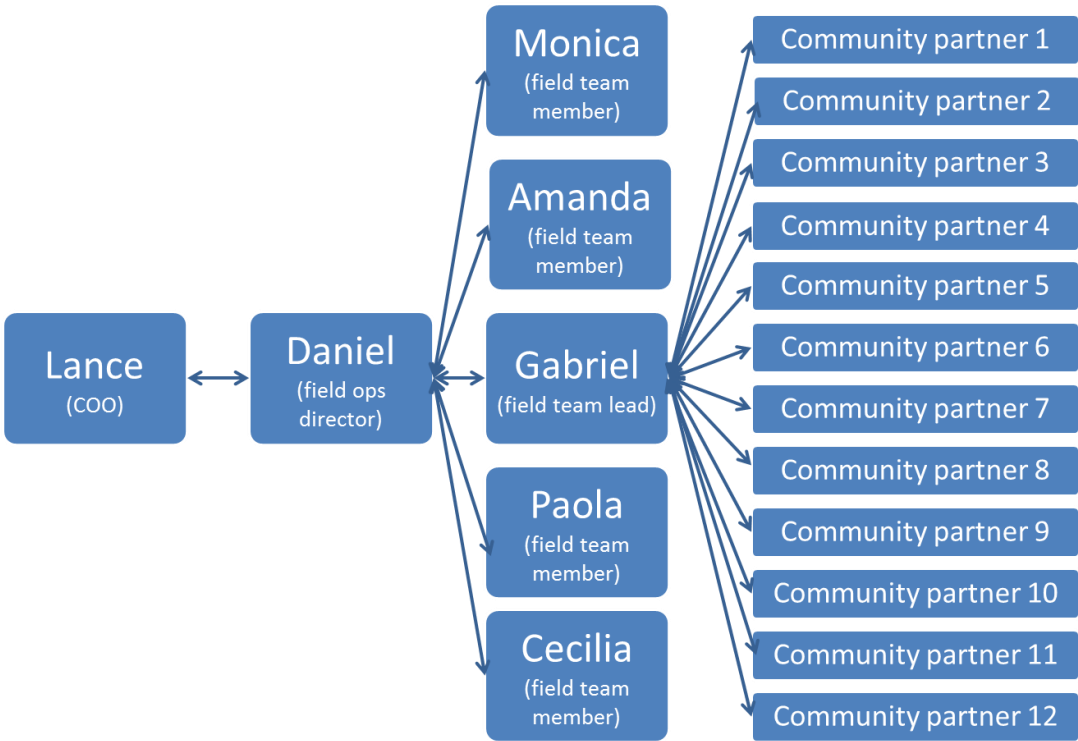 Lance
(COO)
Daniel
(field ops
director)
Monica
(field team
member)
Amanda
(field team
member)
Gabriel
(field team lead)
Paola
(field team
member)
Cecilia
(field team
member)
Community partner 1
Community partner 2
Community partner 3
Community partner 4
Community partner 5
Community partner 6
Community partner 7
Community partner 8
Community partner 9
Community partner 10
Community partner 11
Community partner 12